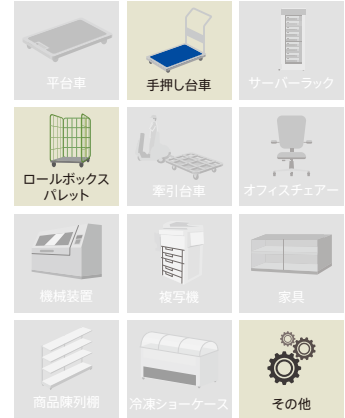 平台車
手押し台車
サーバーラック
ロールボックス
パレット
牽引台車
オフィスチェアー
機械装置
複写機
家具
商品陳列棚
冷凍ショーケース
その他